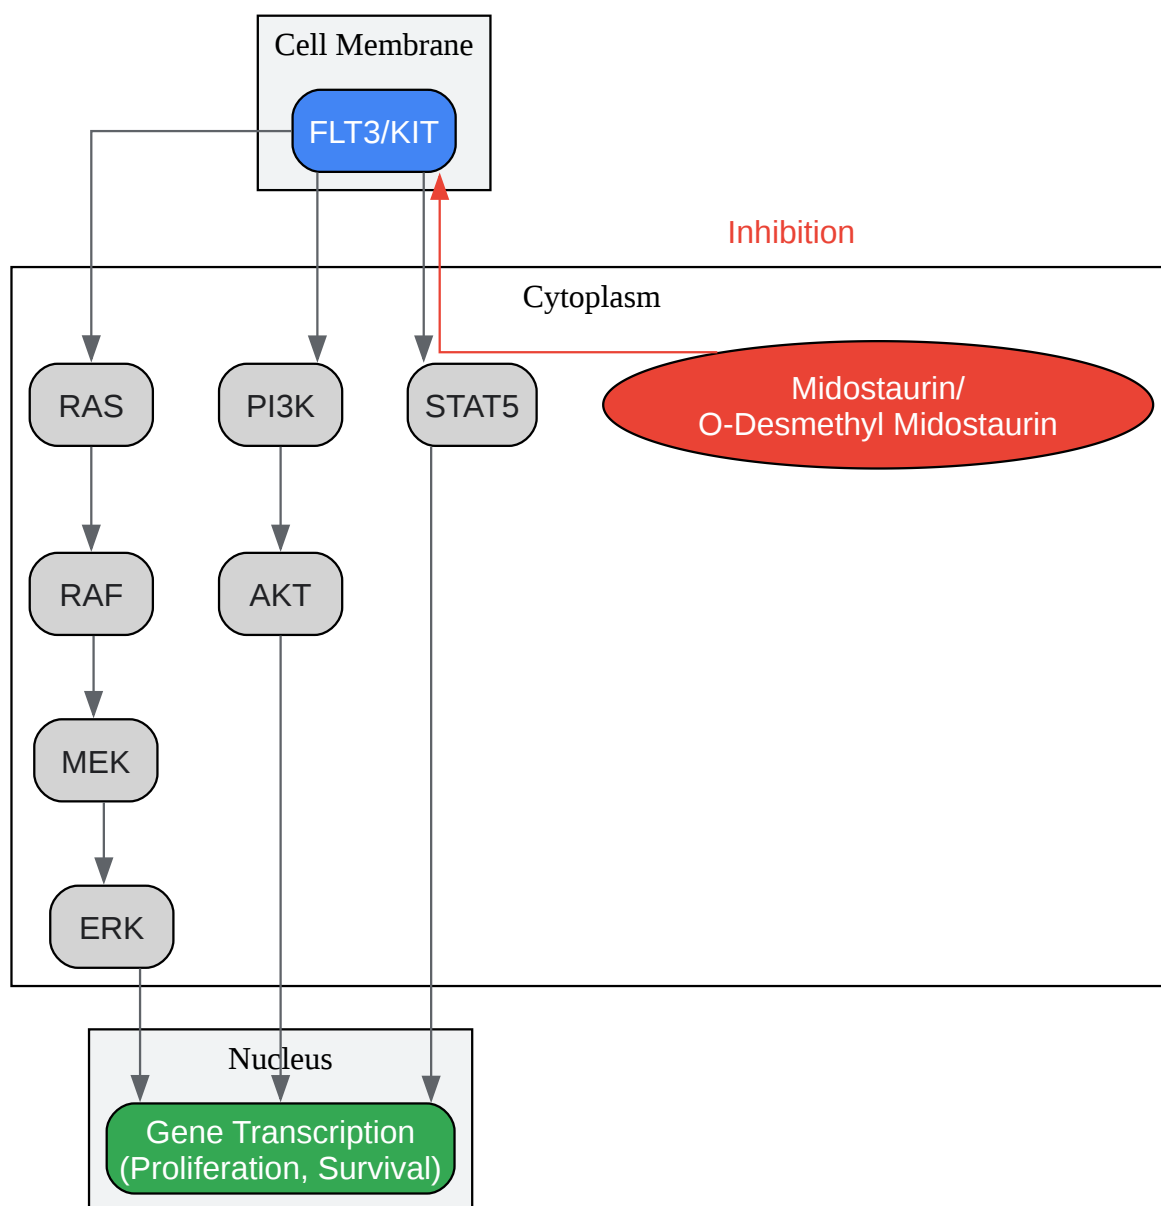 Cell Membrane
FLT3/KIT
Inhibition
Cytoplasm
RAS
PI3K
STAT5
Midostaurin/
O-Desmethyl Midostaurin
RAF
AKT
MEK
ERK
Nucleus
Gene Transcription
(Proliferation, Survival)